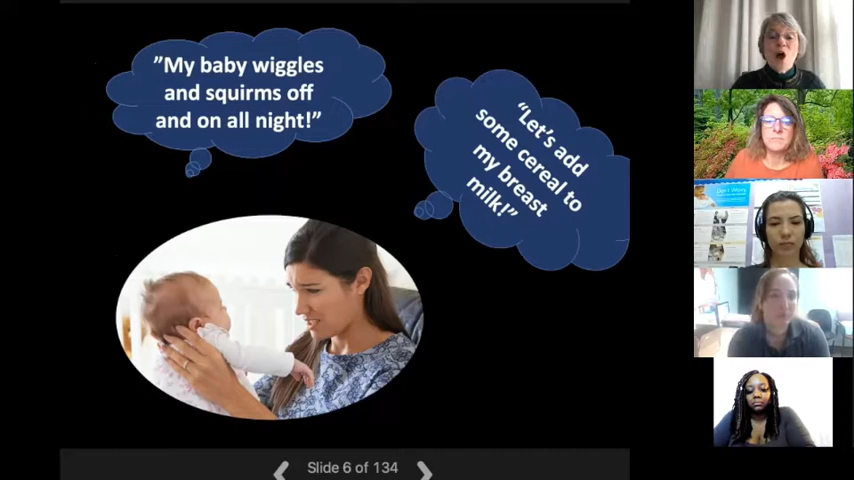 ”My baby wiggles
and squirms off
and on all night!”
“Let’s add
some cereal to
my breast
milk!”
Slide 6 of 134